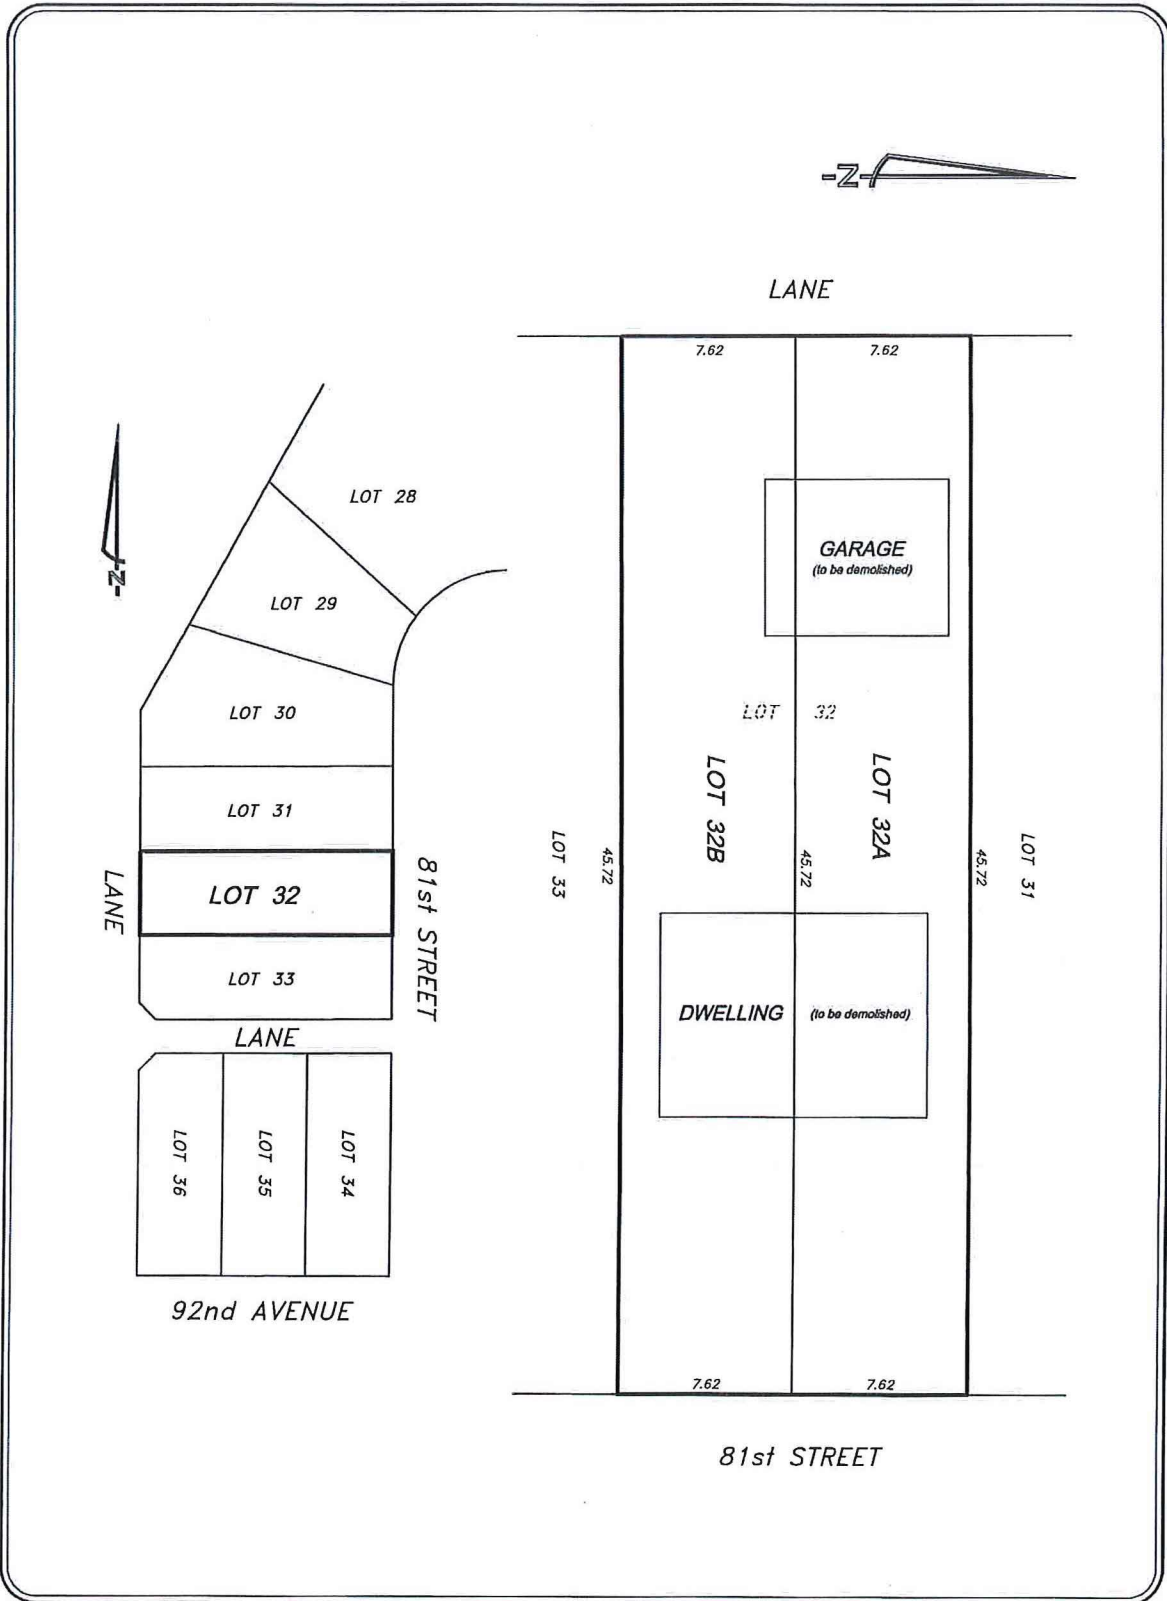 -N-
LANE
7.62
7.62
GARAGE
(to be demolished)
LOT 32
LOT 32B
LOT 32A
LOT 33
45.72
45.72
45.72
LOT 31
DWELLING (to be demolished)
7.62
7.62
81st STREET
-N-
LOT 28
LOT 29
LOT 30
LOT 31
LOT 32
LANE
81st STREET
LOT 33
LANE
LOT 36
LOT 35
LOT 34
92nd AVENUE